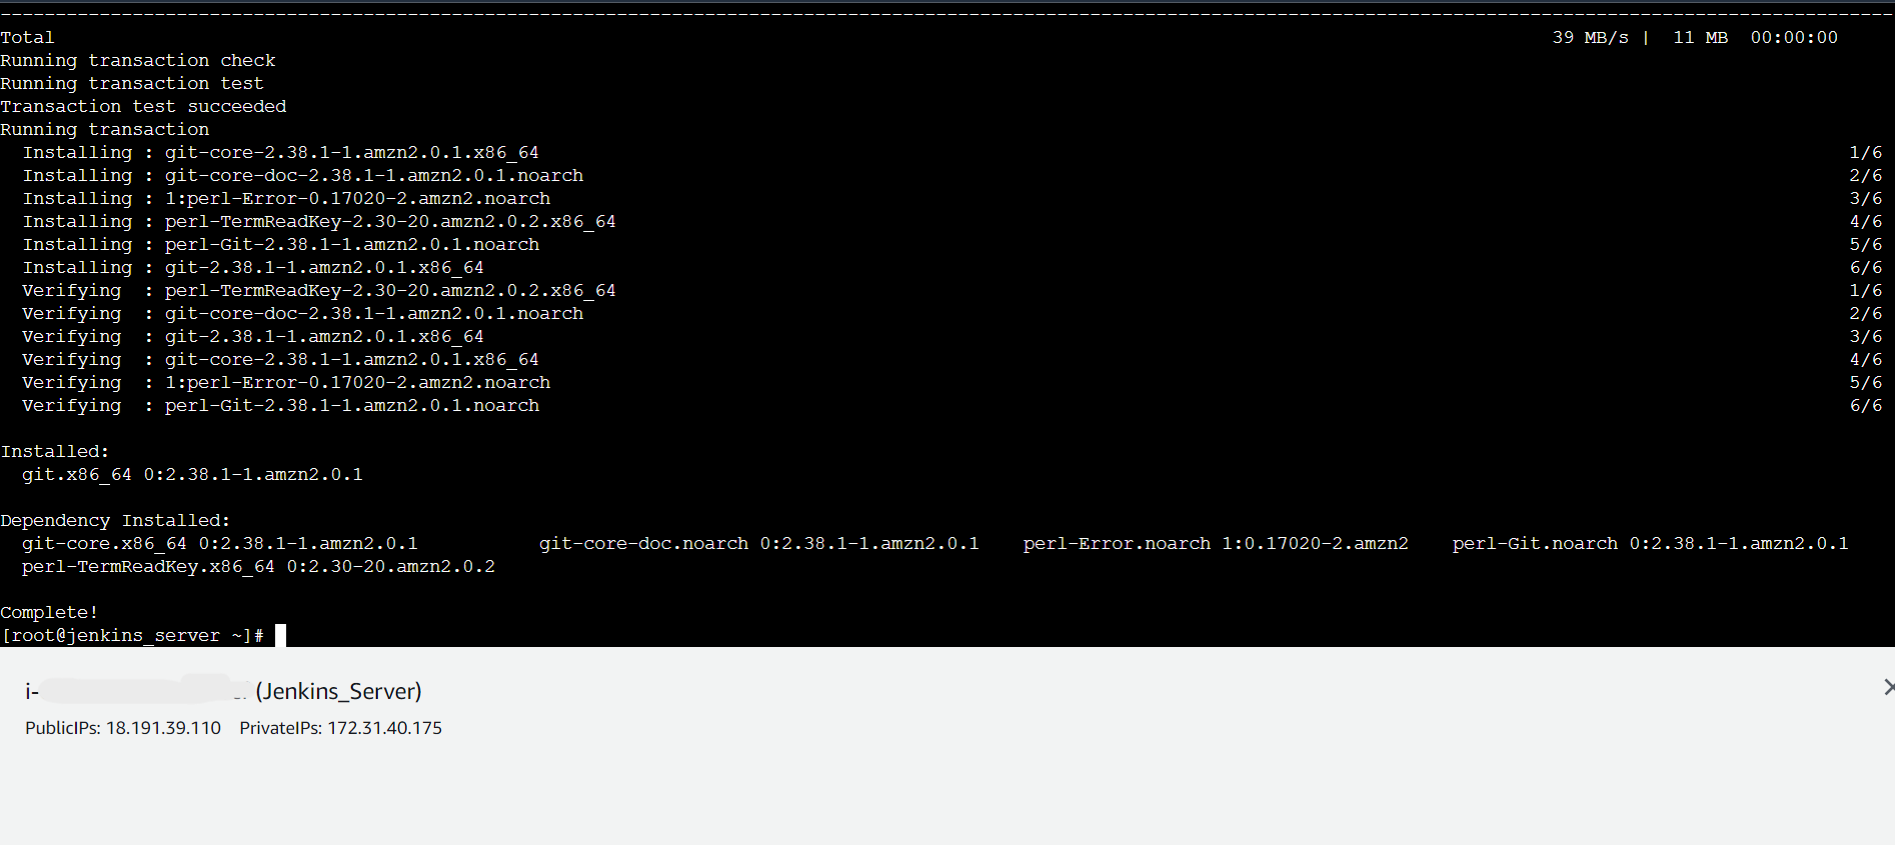 --------------------------------------------------------------------------------------------------------------------------------------------------------------------------
Total                                                                                                                                       39 MB/s |  11 MB  00:00:00
Running transaction check
Running transaction test
Transaction test succeeded
Running transaction
  Installing : git-core-2.38.1-1.amzn2.0.1.x86_64 1/6
  Installing : git-core-doc-2.38.1-1.amzn2.0.1.noarch 2/6
  Installing : 1:perl-Error-0.17020-2.amzn2.noarch 3/6
  Installing : perl-TermReadKey-2.30-20.amzn2.0.2.x86_64 4/6
  Installing : perl-Git-2.38.1-1.amzn2.0.1.noarch 5/6
  Installing : git-2.38.1-1.amzn2.0.1.x86_64 6/6
  Verifying  : perl-TermReadKey-2.30-20.amzn2.0.2.x86_64 1/6
  Verifying  : git-core-doc-2.38.1-1.amzn2.0.1.noarch 2/6
  Verifying  : git-2.38.1-1.amzn2.0.1.x86_64 3/6
  Verifying  : git-core-2.38.1-1.amzn2.0.1.x86_64 4/6
  Verifying  : 1:perl-Error-0.17020-2.amzn2.noarch 5/6
  Verifying  : perl-Git-2.38.1-1.amzn2.0.1.noarch 6/6
Installed:
  git.x86_64 0:2.38.1-1.amzn2.0.1
Dependency Installed:
  git-core.x86_64 0:2.38.1-1.amzn2.0.1 git-core-doc.noarch 0:2.38.1-1.amzn2.0.1 perl-Error.noarch 1:0.17020-2.amzn2 perl-Git.noarch 0:2.38.1-1.amzn2.0.1
  perl-TermReadKey.x86_64 0:2.30-20.amzn2.0.2
Complete!
[root@jenkins_server ~]#
i- (Jenkins_Server)
PublicIPs: 18.191.39.110 PrivateIPs: 172.31.40.175